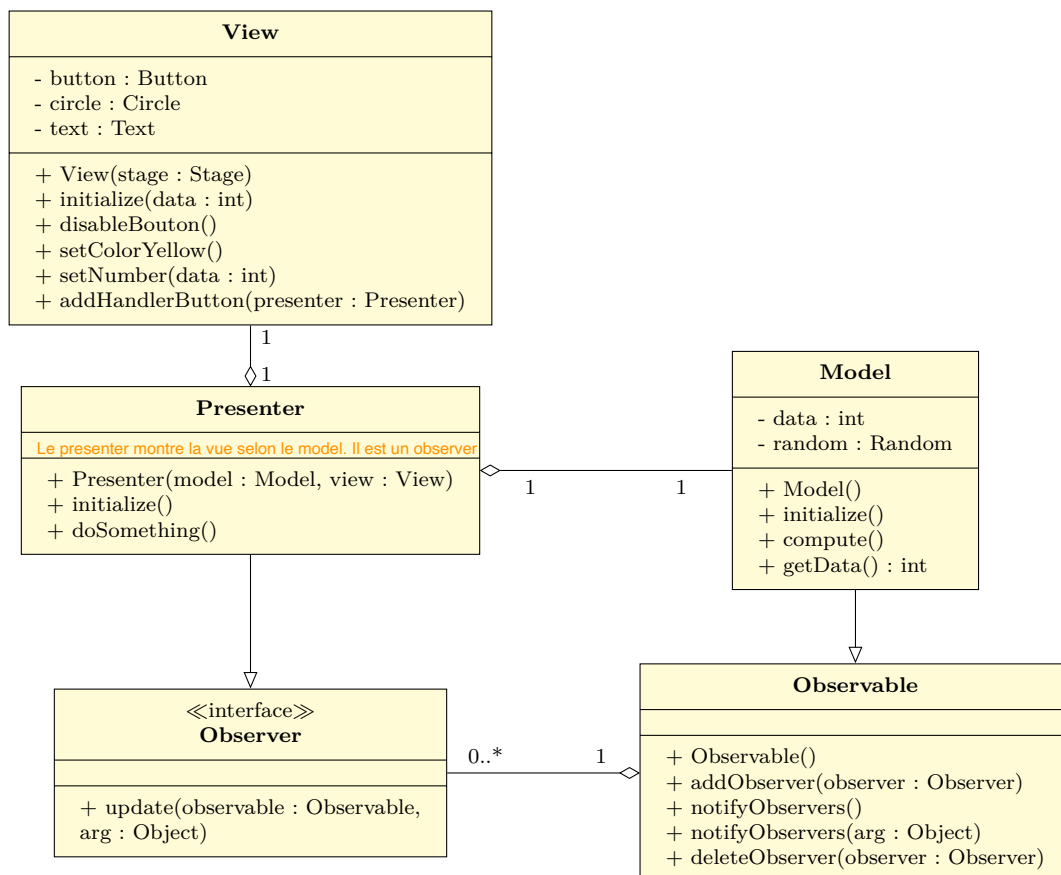 View
- button : Button
- circle : Circle
- text : Text
+ View(stage : Stage)
+ initialize(data : int)
+ disableBouton()
+ setColorYellow()
+ setNumber(data : int)
+ addHandlerButton(presenter : Presenter)
1
1
Presenter
Le presenter montre la vue selon le model. Il est un observer
+ Presenter(model : Model, view : View)
+ initialize()
+ doSomething()
1 1
Model
- data : int
- random : Random
+ Model()
+ initialize()
+ compute()
+ getData() : int
≪interface≫
Observer
+ update(observable : Observable,
arg : Object)
0..* 1
Observable
+ Observable()
+ addObserver(observer : Observer)
+ notifyObservers()
+ notifyObservers(arg : Object)
+ deleteObserver(observer : Observer)